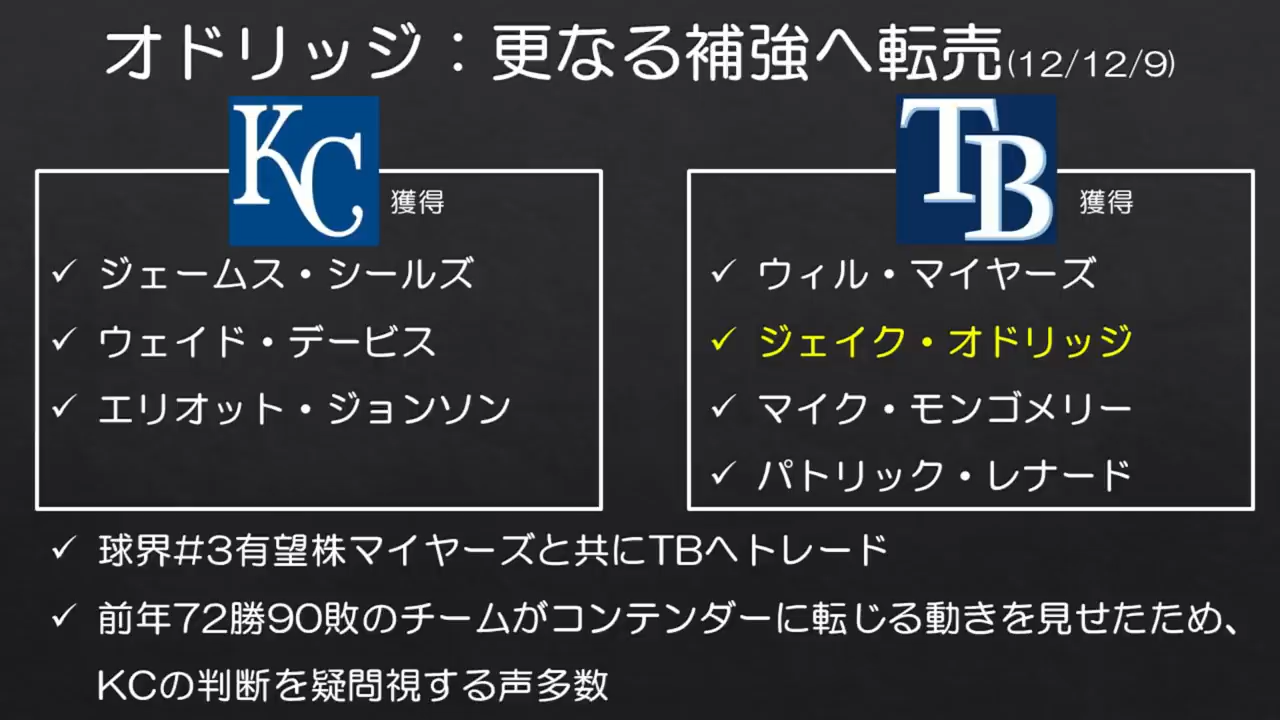 オドリッジ：更なる補強へ転売(12/12/9)
KC
獲得
✓ ジェームス・シールズ
✓ ウェイド・デービス
✓ エリオット・ジョンソン
TB
獲得
✓ ウィル・マイヤーズ
✓ ジェイク・オドリッジ
✓ マイク・モンゴメリー
✓ パトリック・レナード
✓ 球界#3有望株マイヤーズと共にTBへトレード
✓ 前年72勝90敗のチームがコンテンダーに転じる動きを見せたため、
KCの判断を疑問視する声多数